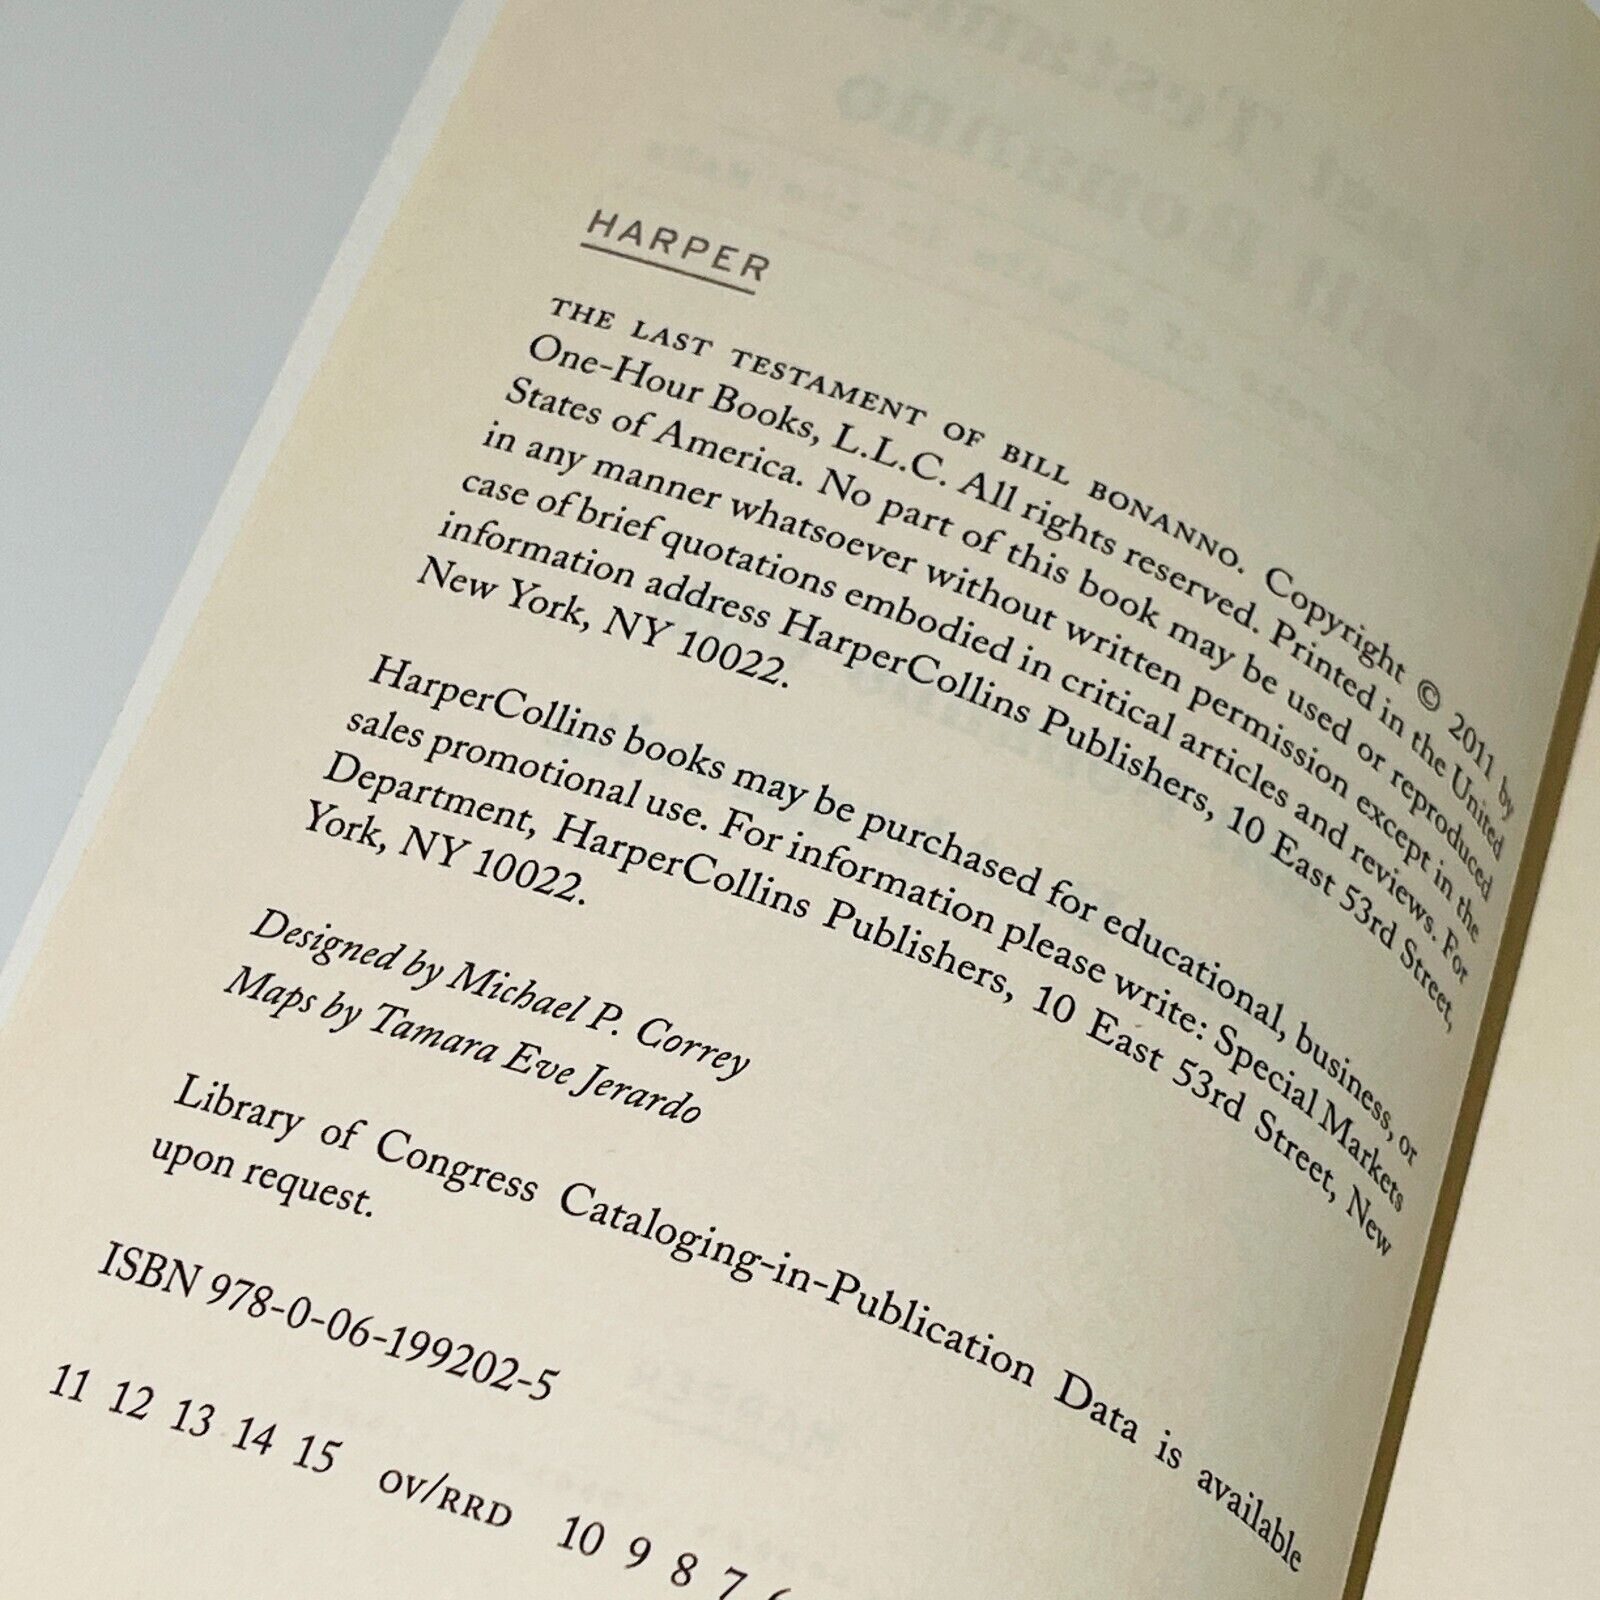 HARPER
THE LAST TESTAMENT OF BILL BONANNO. Copyright © 2011 by
One-Hour Books, L.L.C. All rights reserved. Printed in the United
States of America. No part of this book may be used or reproduced
in any manner whatsoever without written permission except in the
case of brief quotations embodied in critical articles and reviews. For
information address HarperCollins Publishers, 10 East 53rd Street,
New York, NY 10022.
HarperCollins books may be purchased for educational, business, or
sales promotional use. For information please write: Special Markets
Department, HarperCollins Publishers, 10 East 53rd Street, New
York, NY 10022.
Designed by Michael P. Correy
Maps by Tamara Eve Jerardo
Library of Congress Cataloging-in-Publication Data is available
upon request.
ISBN 978-0-06-199202-5
11 12 13 14 15 OV/RRD 10 9 8 7